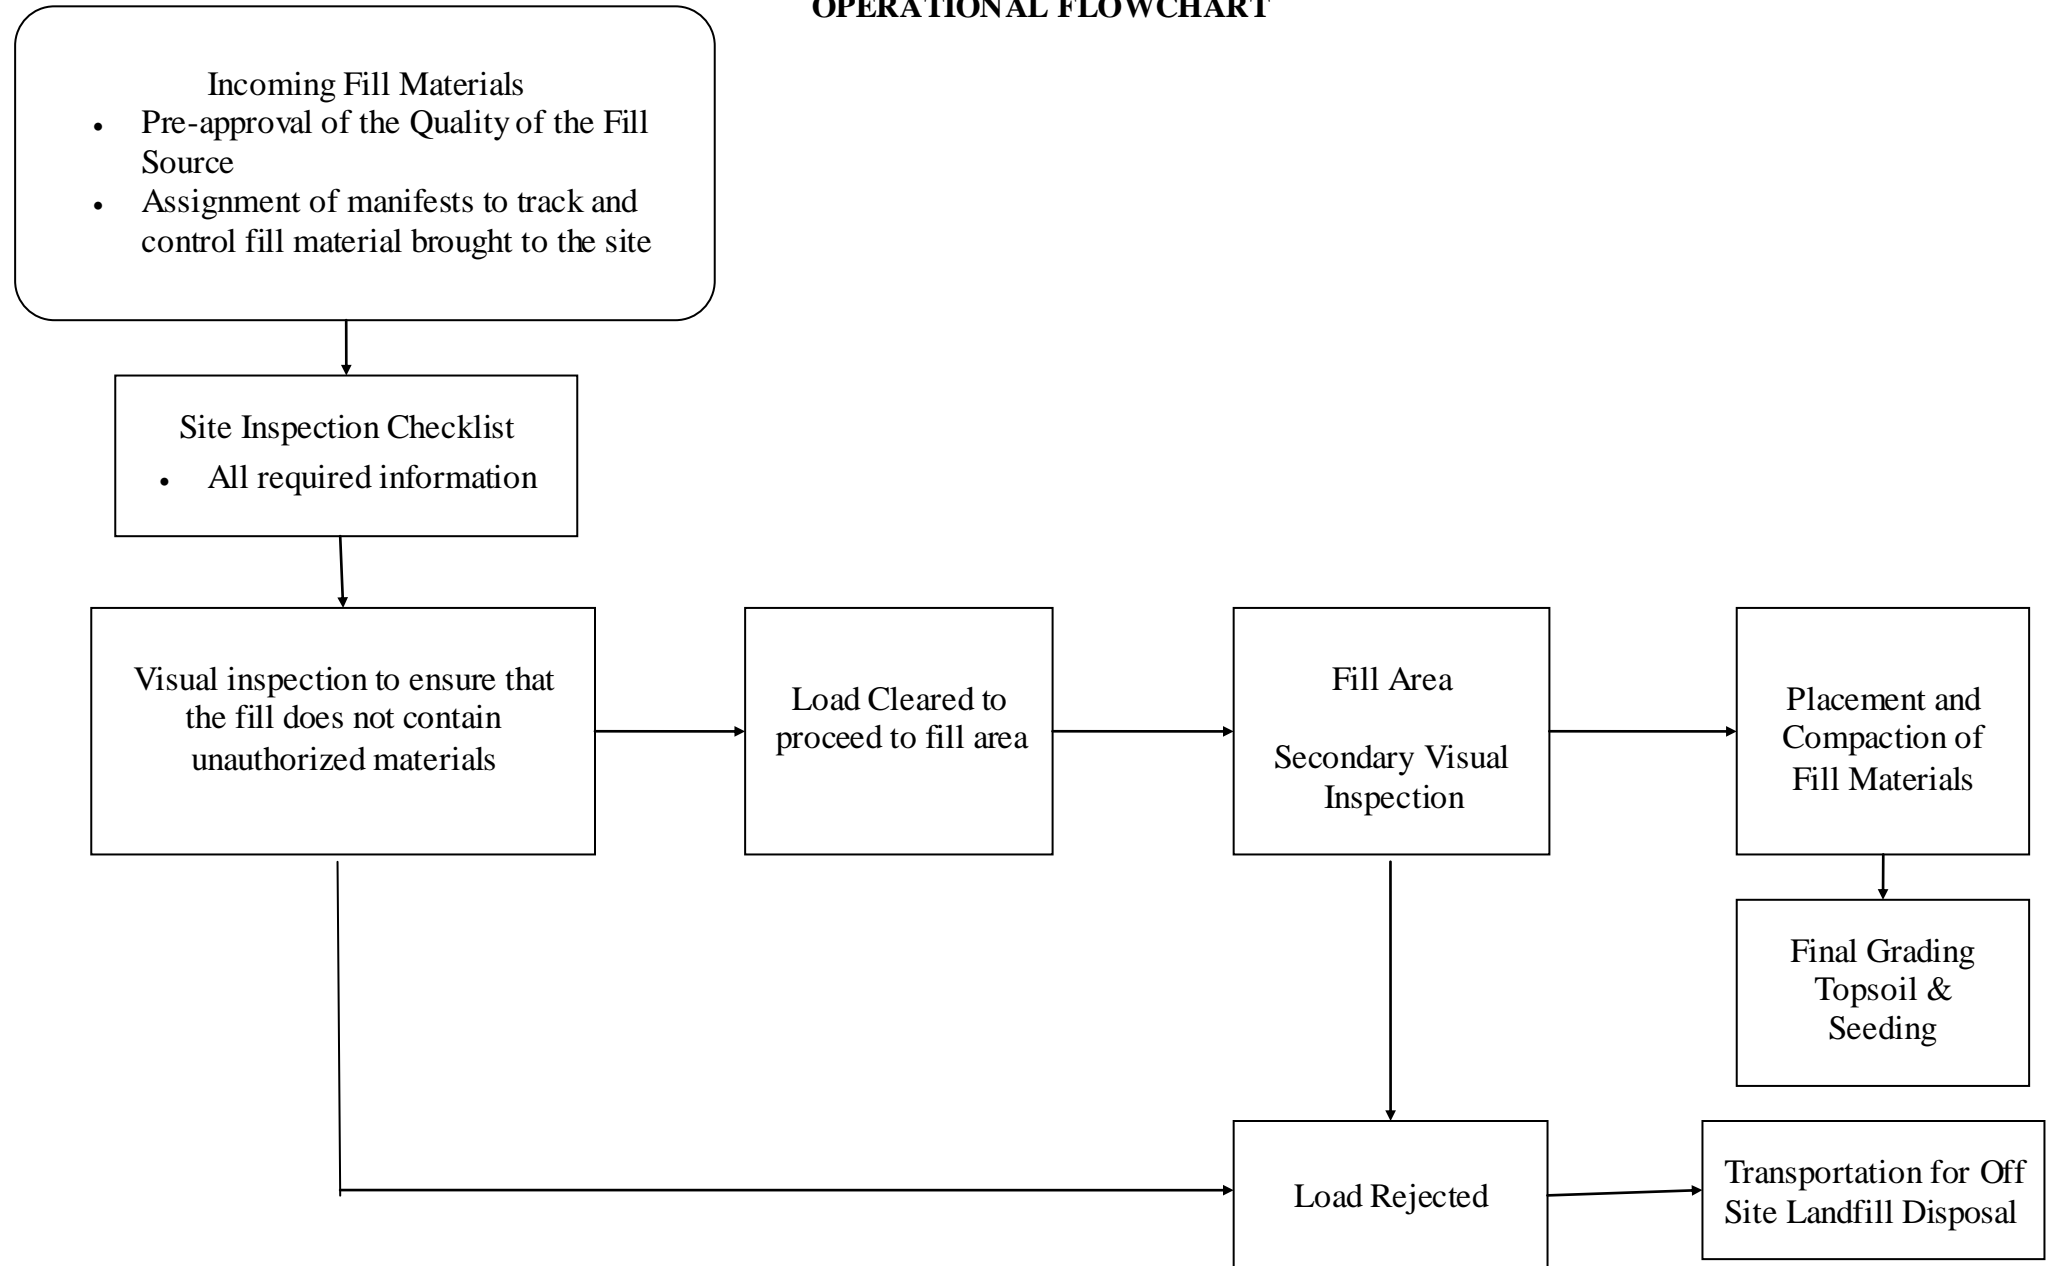 OPERATIONAL FLOWCHART
Incoming Fill Materials
• Pre-approval of the Quality of the Fill
Source
• Assignment of manifests to track and
control fill material brought to the site
Site Inspection Checklist
• All required information
Visual inspection to ensure that
the fill does not contain
unauthorized materials
Load Cleared to
proceed to fill area
Fill Area
Secondary Visual
Inspection
Placement and
Compaction of
Fill Materials
Final Grading
Topsoil &
Seeding
Load Rejected
Transportation for Off
Site Landfill Disposal